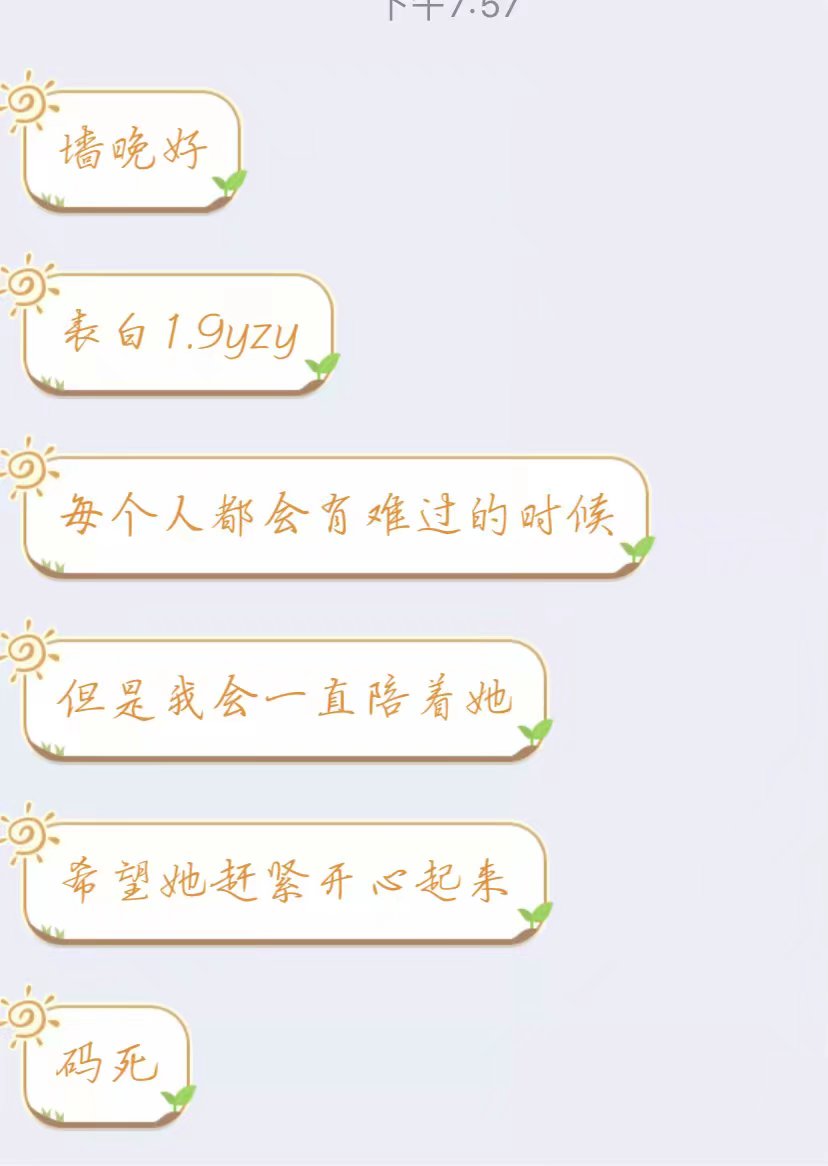 下午7:57
墙晚好
表白1.9yzy
每个人都会有难过的时候
但是我会一直陪着她
希望她赶紧开心起来
码死